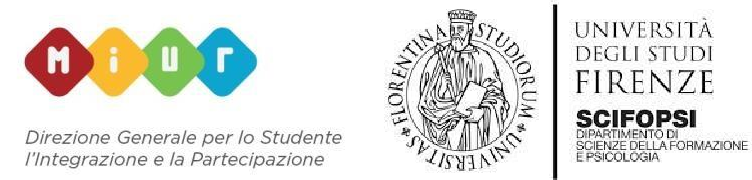 miur
Direzione Generale per lo Studente
l'Integrazione e la Partecipazione
FLORENTINA STUDIORUM UNIVERSITAS
UNIVERSITÀ
DEGLI STUDI
FIRENZE
SCIFOPSI
DIPARTIMENTO DI
SCIENZE DELLA FORMAZIONE
E PSICOLOGIA